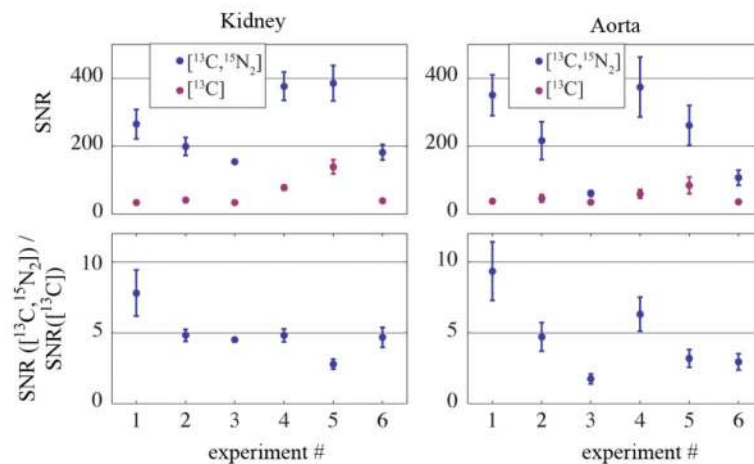 Kidney
Aorta
SNR
400
200
0
[¹³C,¹⁵N₂]
[¹³C]
400
200
0
[¹³C,¹⁵N₂]
[¹³C]
SNR ([¹³C,¹⁵N₂]) /
SNR([¹³C])
10
5
0
1 2 3 4 5 6
experiment #
10
5
0
1 2 3 4 5 6
experiment #